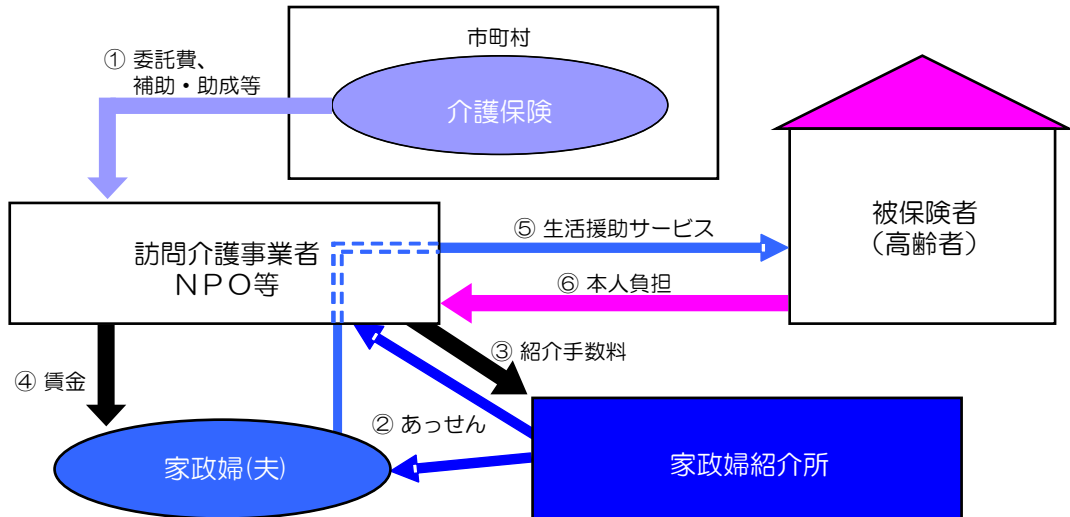 市町村
① 委託費、
補助・助成等
介護保険
被保険者
（高齢者）
⑤ 生活援助サービス
訪問介護事業者
ＮＰＯ等
⑥ 本人負担
③ 紹介手数料
④ 賃金
② あっせん
家政婦(夫)
家政婦紹介所